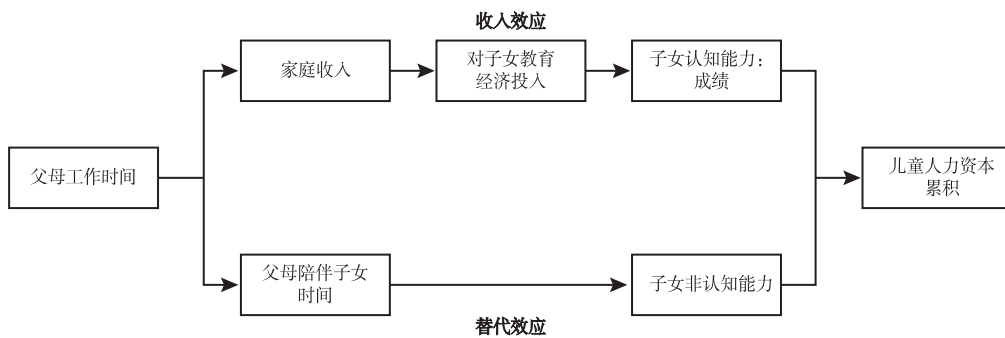 收入效应
家庭收入
对子女教育
经济投入
子女认知能力：
成绩
父母工作时间
儿童人力资本
累积
父母陪伴子女
时间
子女非认知能力
替代效应